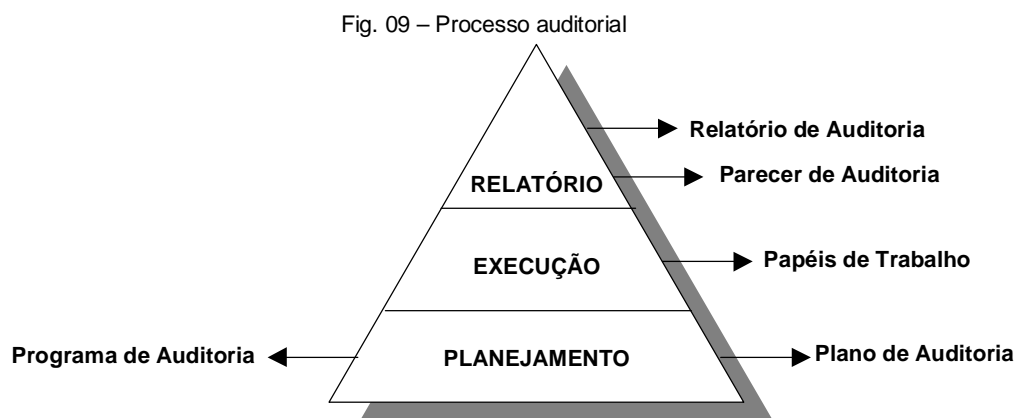 Fig. 09 – Processo auditorial
Relatório de Auditoria
Parecer de Auditoria
RELATÓRIO
Papéis de Trabalho
EXECUÇÃO
Programa de Auditoria
PLANEJAMENTO
Plano de Auditoria